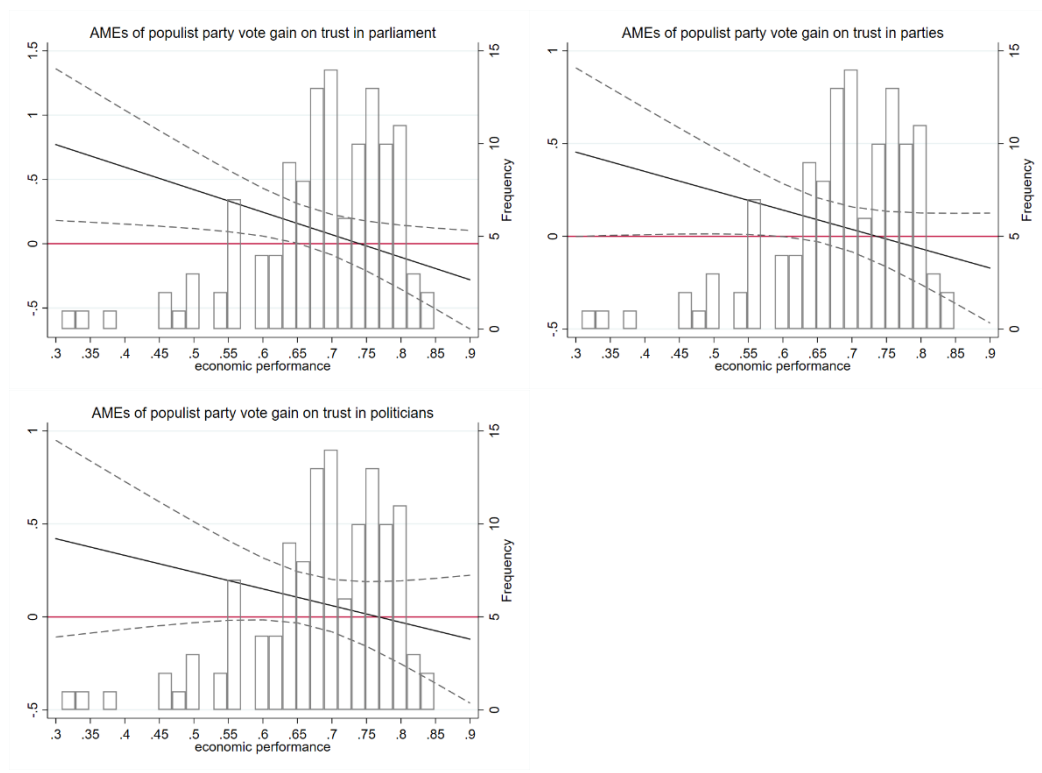 AMEs of populist party vote gain on trust in parliament
1.5
1
.5
0
-.5
15
10
5
0
Frequency
.3 .35 .4 .45 .5 .55 .6 .65 .7 .75 .8 .85 .9
economic performance
AMEs of populist party vote gain on trust in parties
1
.5
0
-.5
15
10
5
0
Frequency
.3 .35 .4 .45 .5 .55 .6 .65 .7 .75 .8 .85 .9
economic performance
AMEs of populist party vote gain on trust in politicians
1
.5
0
-.5
15
10
5
0
Frequency
.3 .35 .4 .45 .5 .55 .6 .65 .7 .75 .8 .85 .9
economic performance